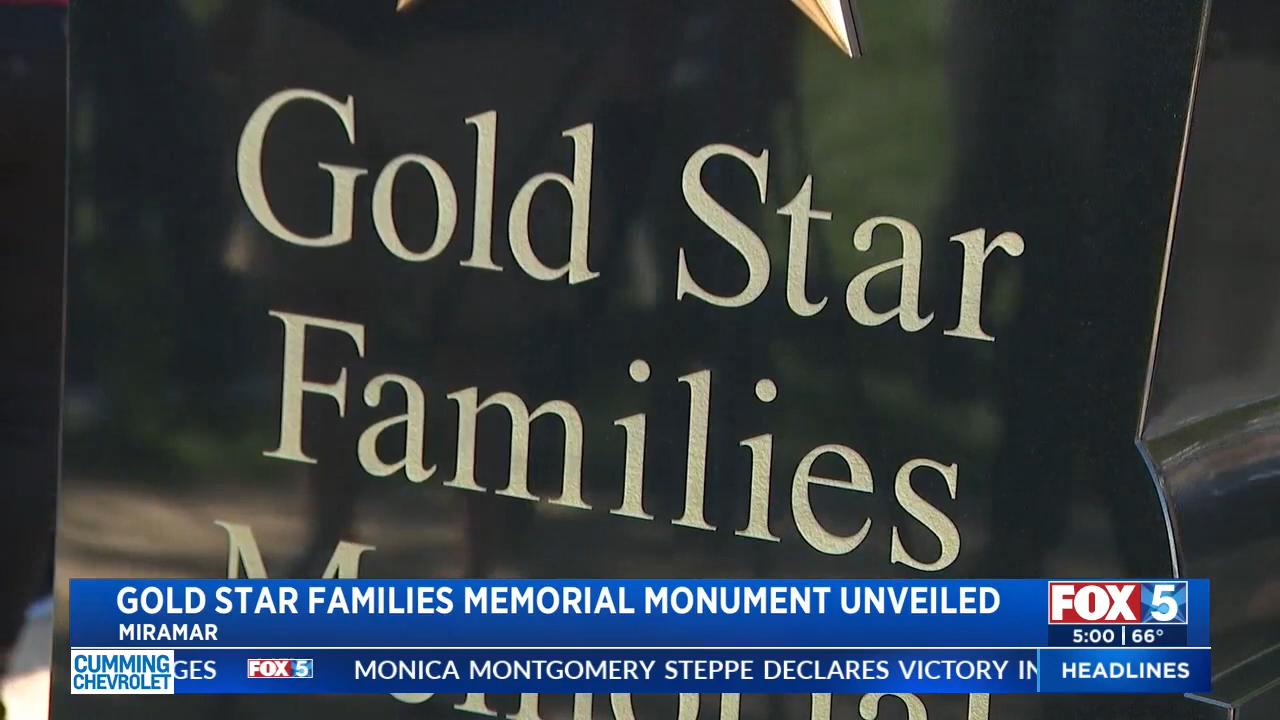 Gold Star
Families
Memorial
GOLD STAR FAMILIES MEMORIAL MONUMENT UNVEILED
MIRAMAR
FOX 5
5:00 | 66°
CUMMING
CHEVROLET
GES FOX 5 MONICA MONTGOMERY STEPPE DECLARES VICTORY IN
HEADLINES